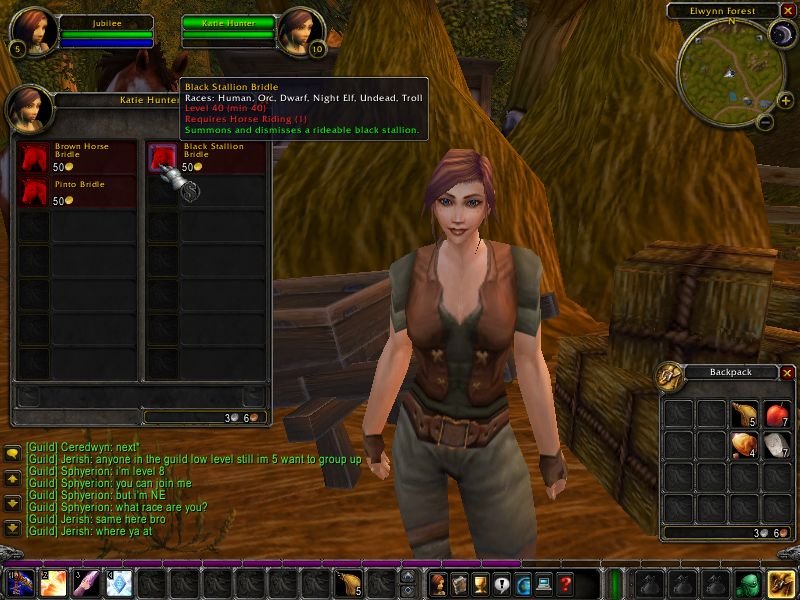 Jubilee
5
Katie Hunter
10
Elwynn Forest
N
Katie Hunter
Black Stallion Bridle
Races: Human, Orc, Dwarf, Night Elf, Undead, Troll
Level 40 (min 40)
Requires Horse Riding (1)
Summons and dismisses a rideable black stallion.
Brown Horse
Bridle
50
Black Stallion
Bridle
50
Pinto Bridle
50
3 6
Backpack
5 7
4 7
3 6
[Guild] Ceredwyn: next"
[Guild] Jerish: anyone in the guild low level still im 5 want to group up
[Guild] Sphyerion: i'm level 8
[Guild] Sphyerion: you can join me
[Guild] Sphyerion: but i'm NE
[Guild] Sphyerion: what race are you?
[Guild] Jerish: same here bro
[Guild] Jerish: where ya at
1 2 3 4 5